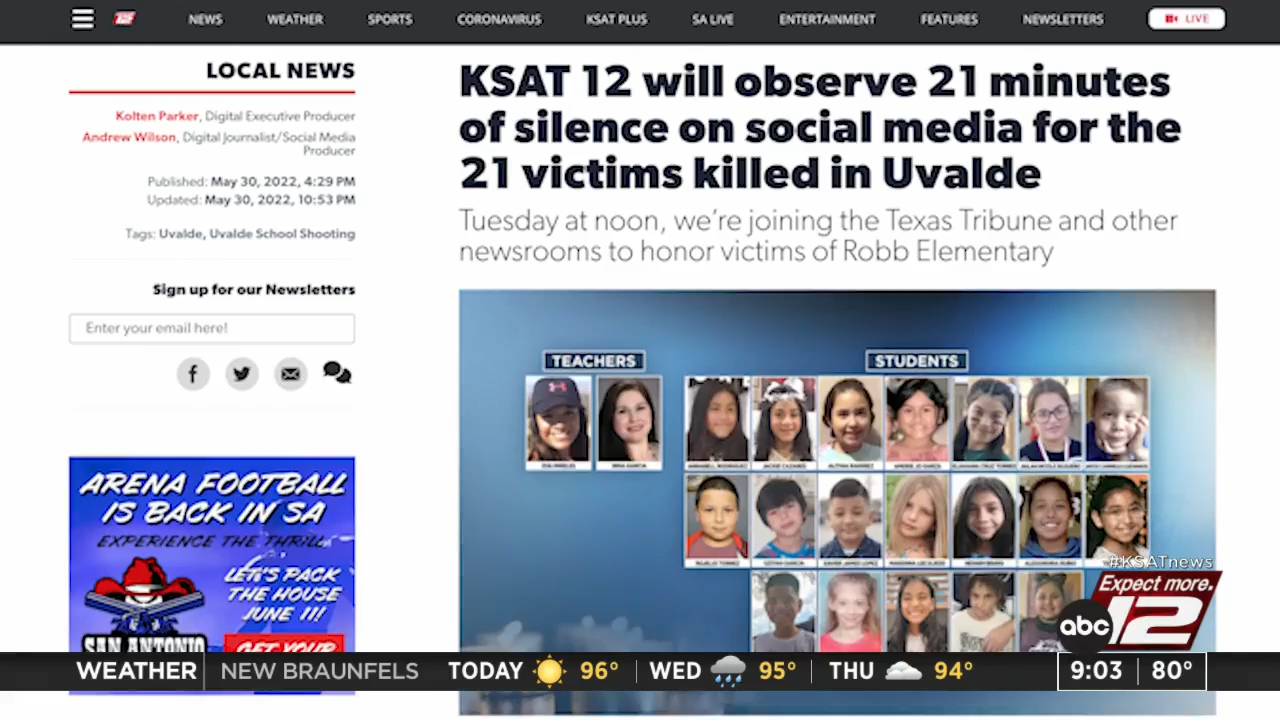 NEWS WEATHER SPORTS CORONAVIRUS KSAT PLUS SA LIVE ENTERTAINMENT FEATURES NEWSLETTERS LIVE
LOCAL NEWS
Kolten Parker, Digital Executive Producer
Andrew Wilson, Digital Journalist/Social Media
Producer
Published: May 30, 2022, 4:29 PM
Updated: May 30, 2022, 10:53 PM
Tags: Uvalde, Uvalde School Shooting
Sign up for our Newsletters
Enter your email here!
ARENA FOOTBALL
IS BACK IN SA
EXPERIENCE THE THRILL
LET'S PACK
THE HOUSE
JUNE 11!
SAN ANTONIO
GET YOUR
KSAT 12 will observe 21 minutes
of silence on social media for the
21 victims killed in Uvalde
Tuesday at noon, we're joining the Texas Tribune and other
newsrooms to honor victims of Robb Elementary
TEACHERS
STUDENTS
#KSATnews
Expect more.
abc 12
WEATHER NEW BRAUNFELS TODAY 96° WED 95° THU 94° 9:03 80°